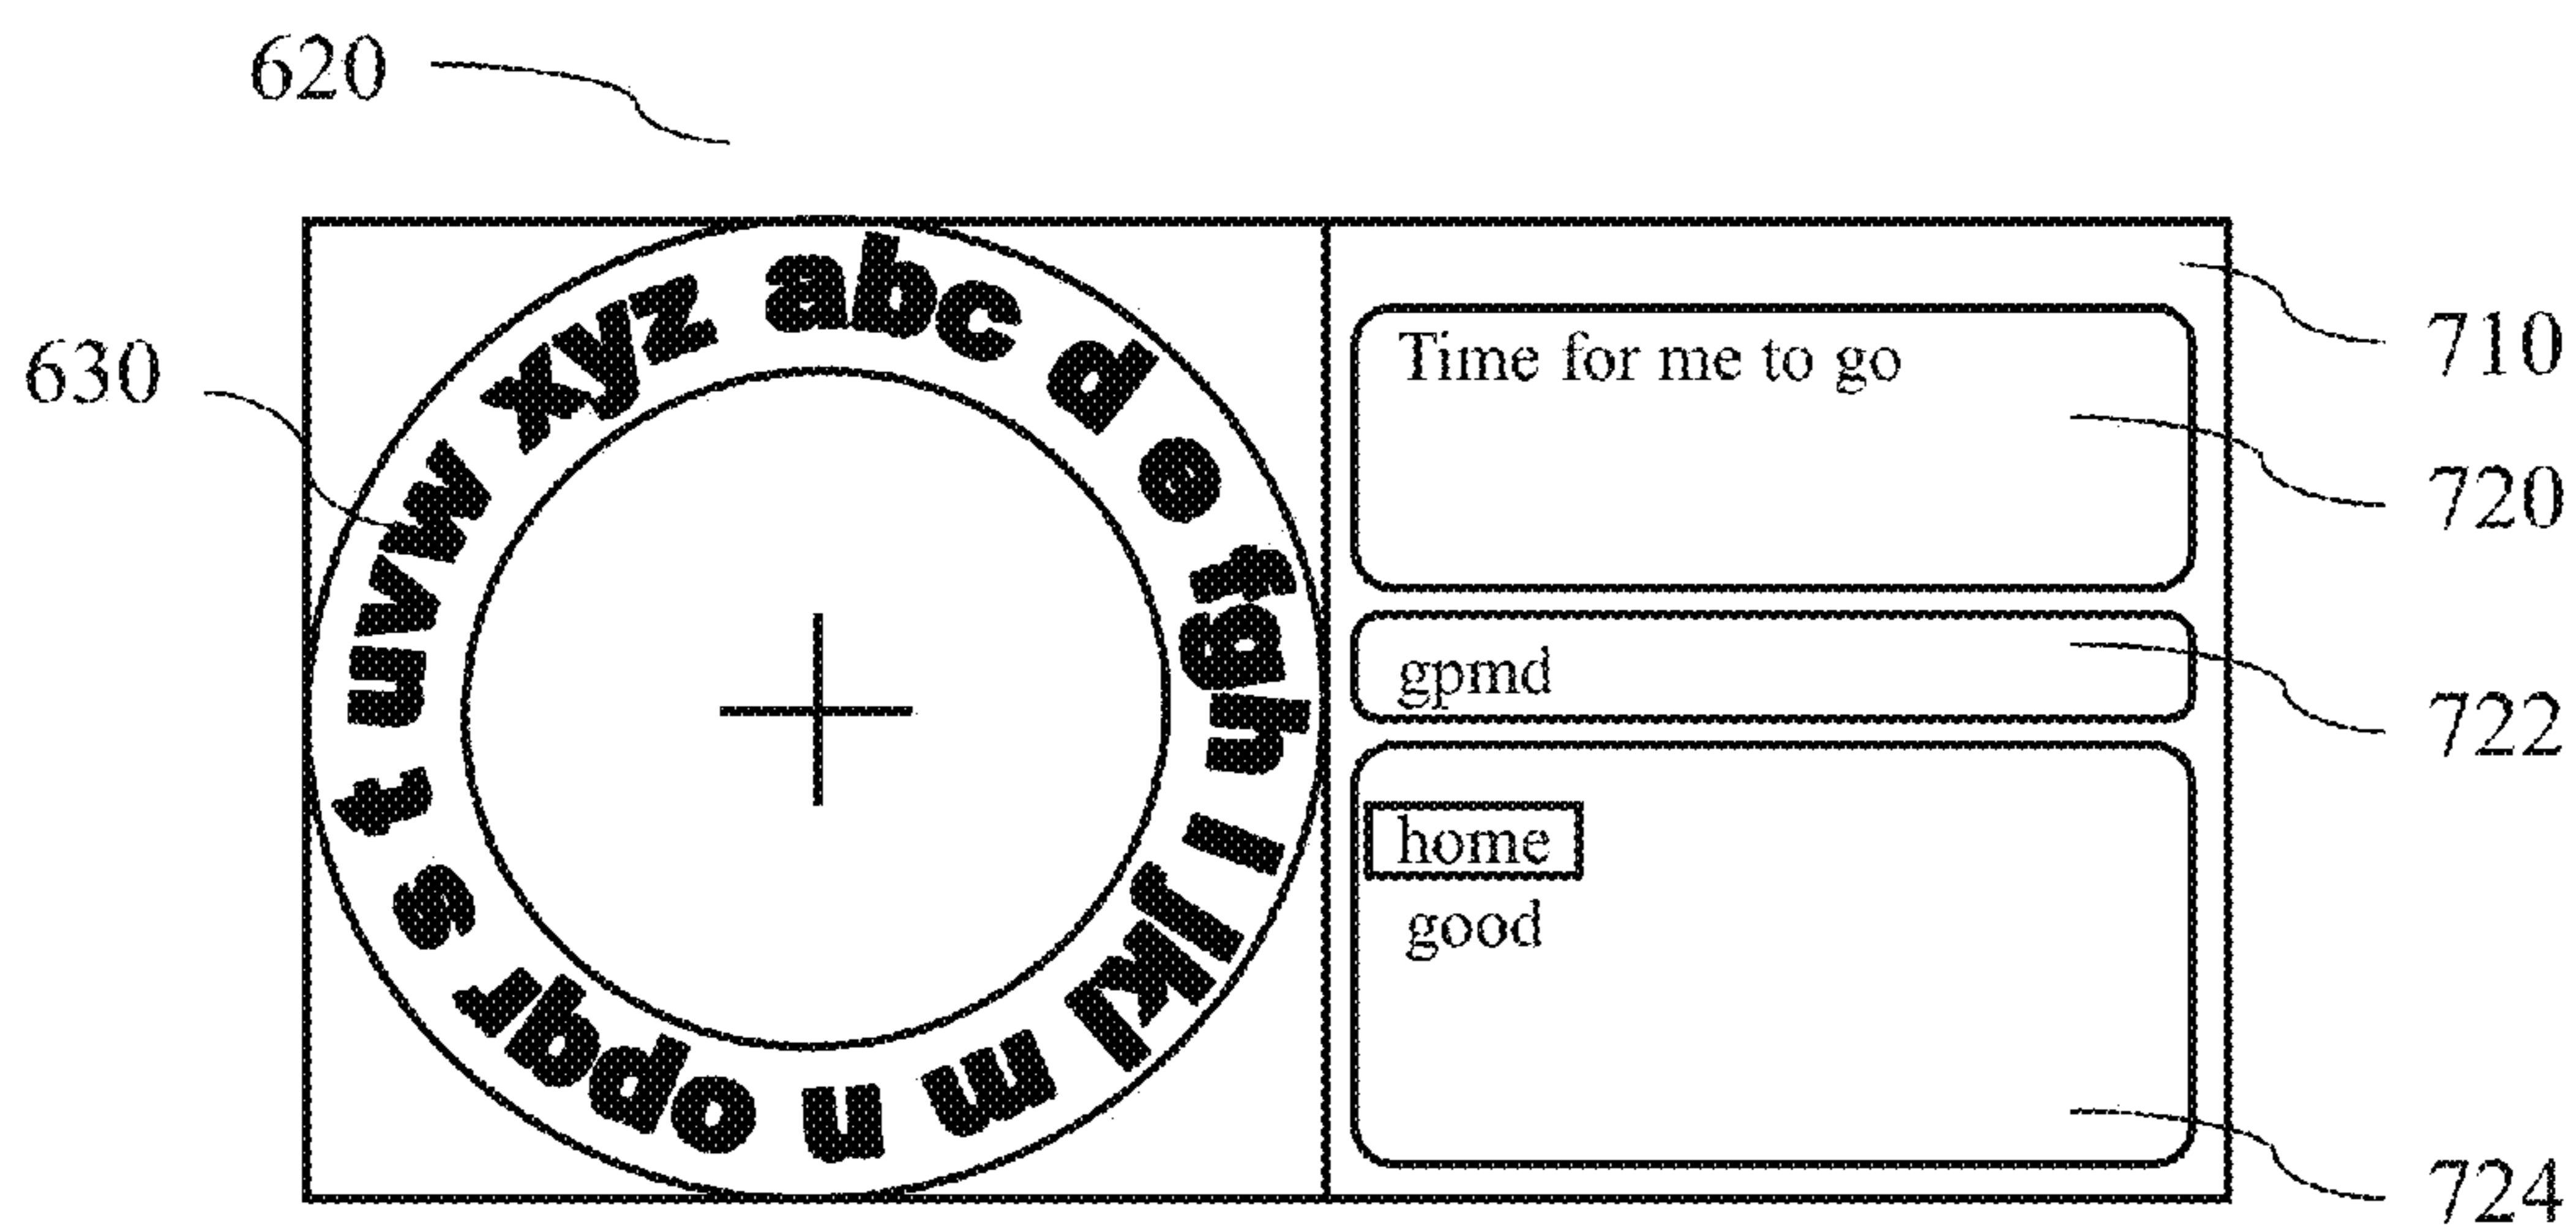 620
630
abc d e fgh I jkl m n opqr s t uvw xyz
710
Time for me to go
720
gpmd
722
home
good
724